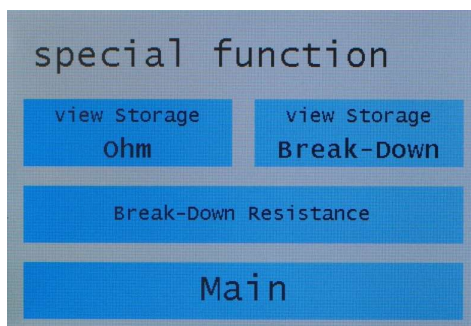 special function
view Storage
Ohm
view Storage
Break-Down
Break-Down Resistance
Main